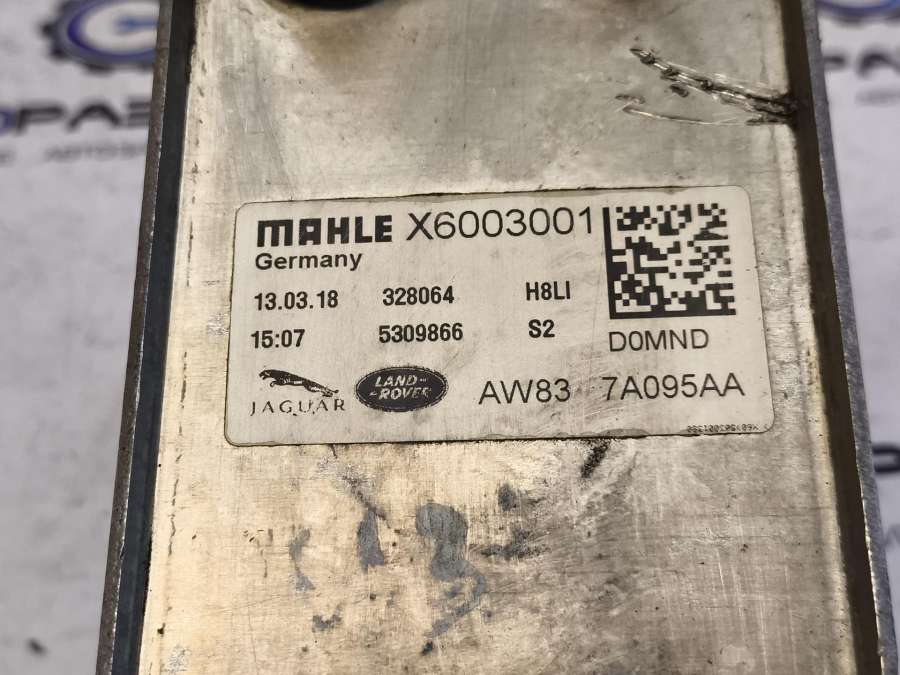 MAHLE X6003001
Germany
13.03.18 328064 H8LI
15:07 5309866 S2
D0MND
JAGUAR LAND-ROVER AW83 7A095AA